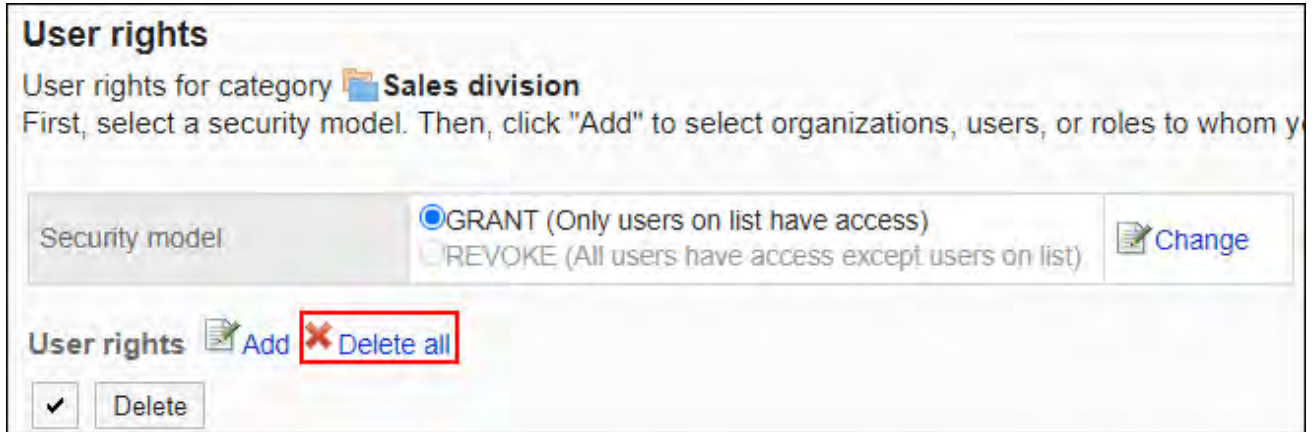 User rights
User rights for category Sales division
First, select a security model. Then, click "Add" to select organizations, users, or roles to whom
Security model
GRANT (Only users on list have access)
REVOKE (All users have access except users on list)
Change
User rights Add Delete all
Delete